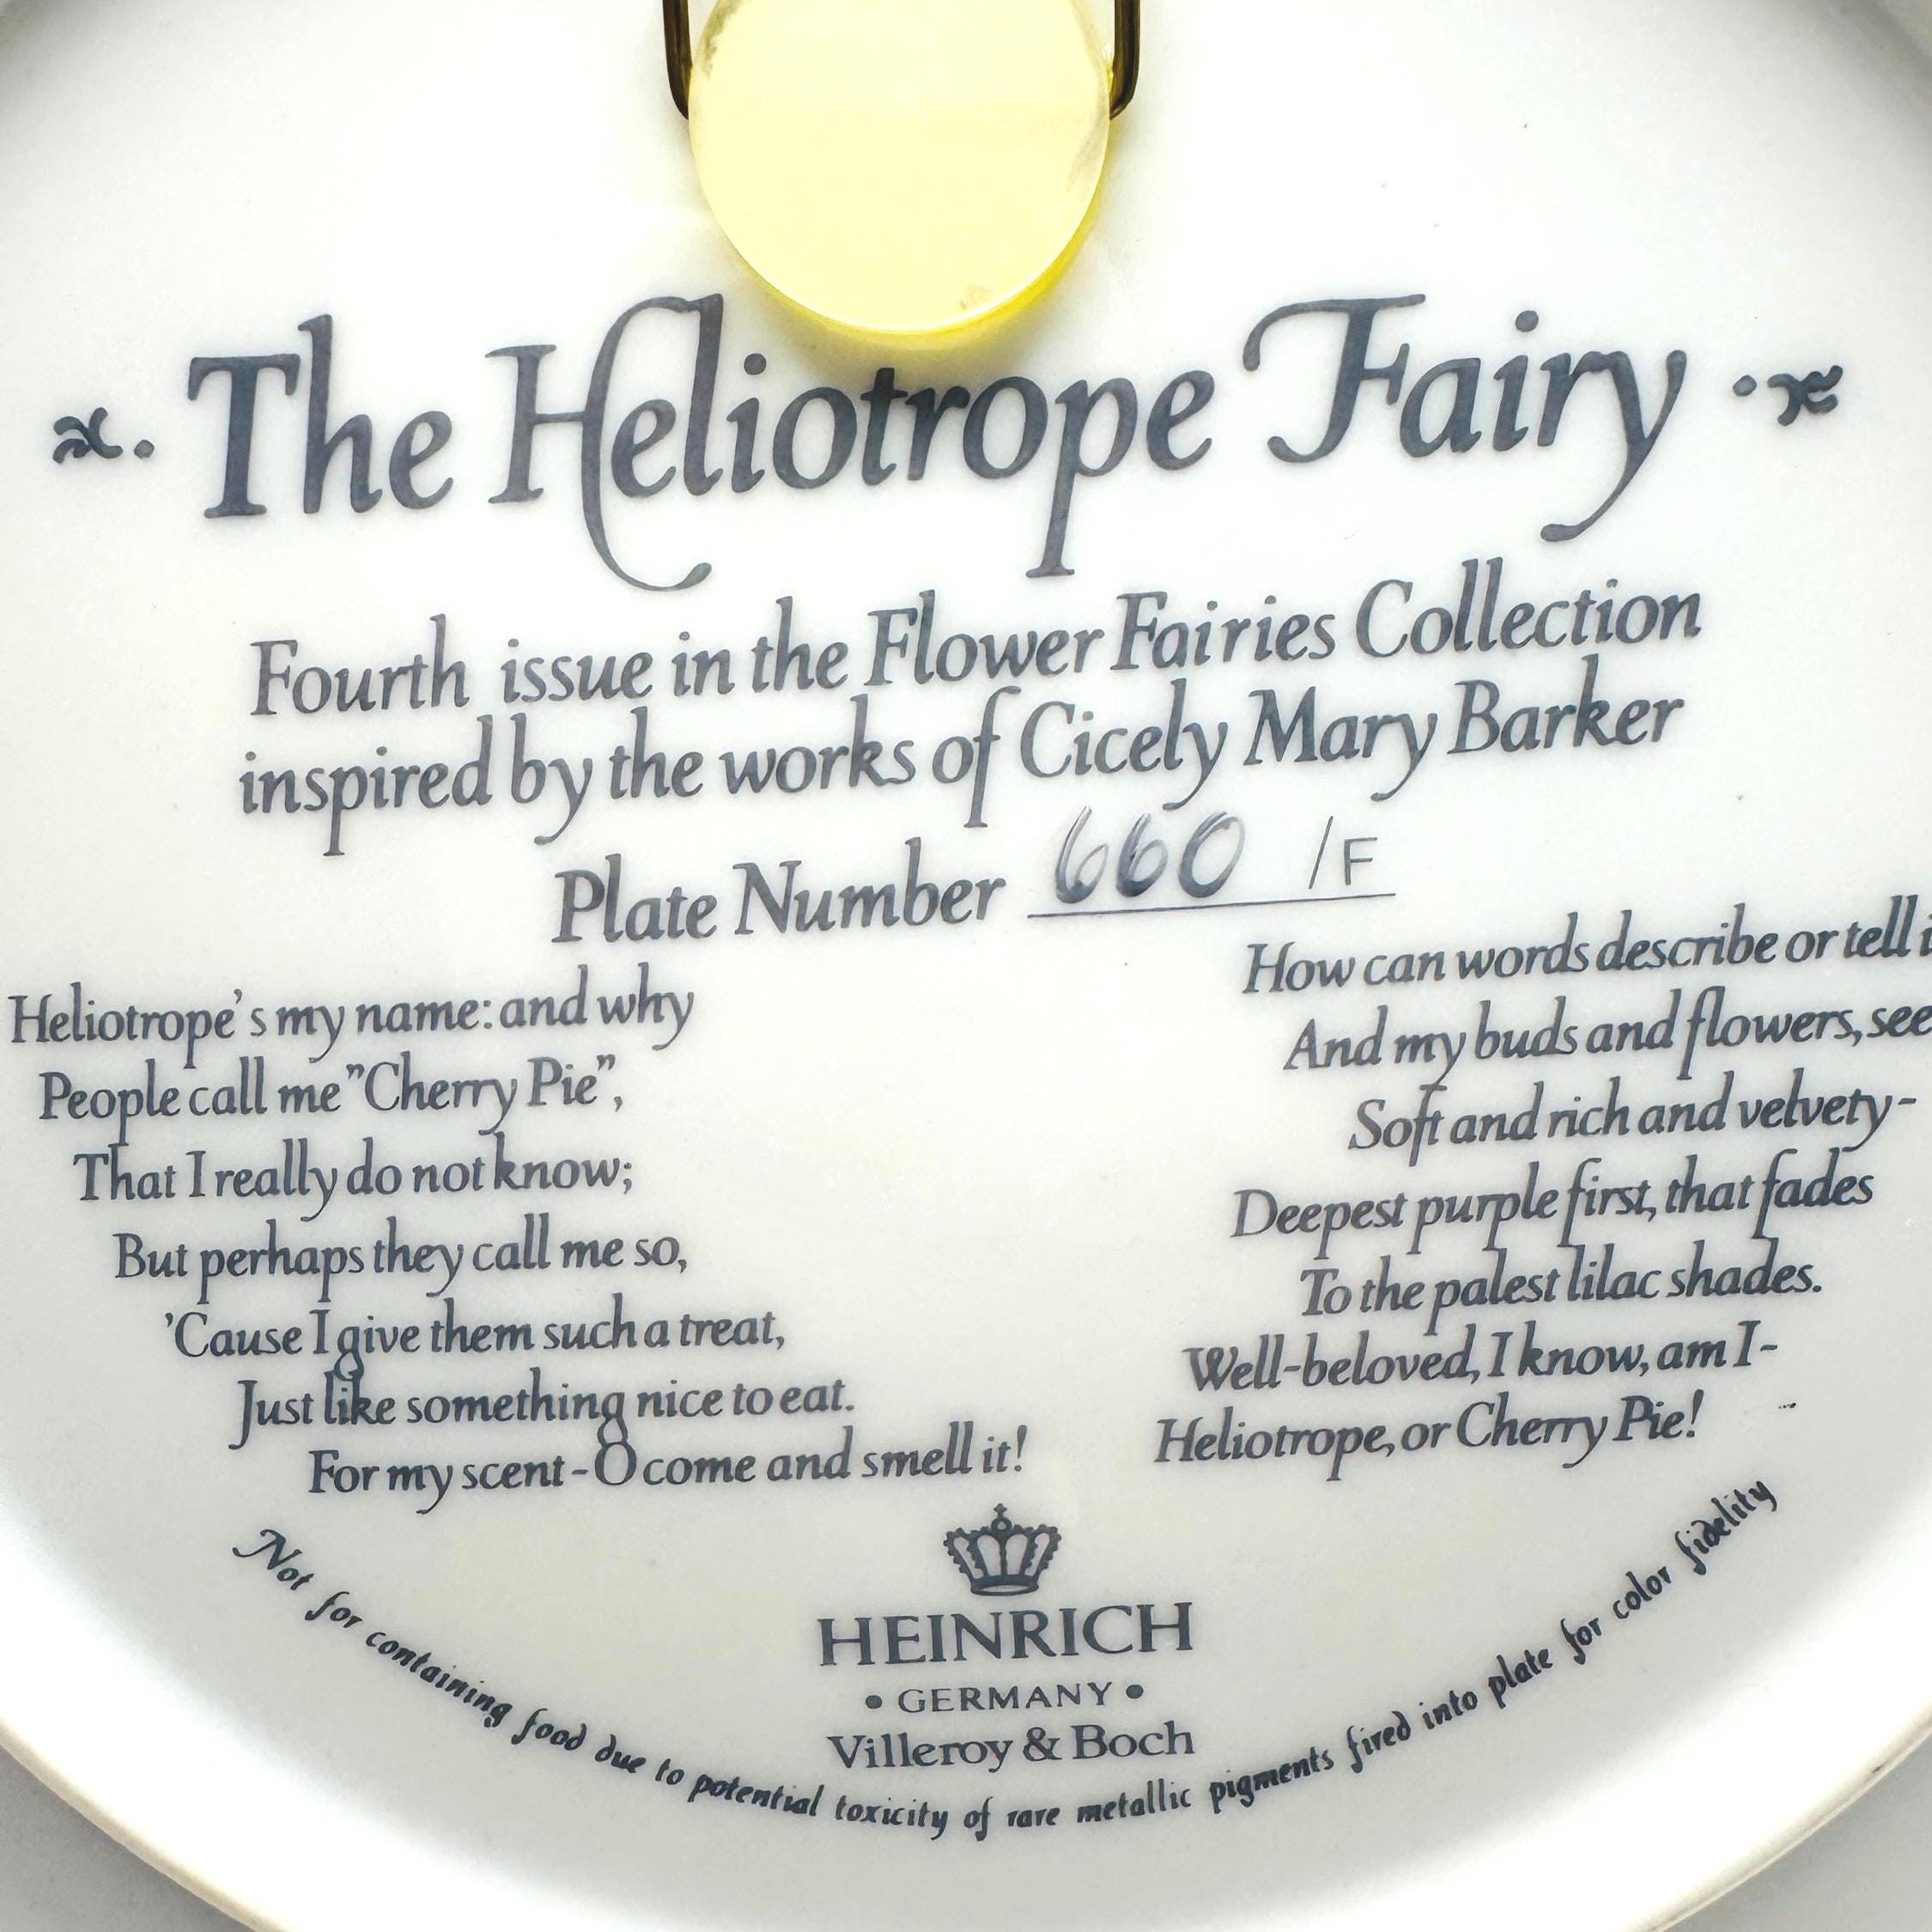 The Heliotrope Fairy
Fourth issue in the Flower Fairies Collection
inspired by the works of Cicely Mary Barker
Plate Number 660 /F
Heliotrope's my name: and why
People call me "Cherry Pie",
That I really do not know;
But perhaps they call me so,
'Cause I give them such a treat,
Just like something nice to eat.
For my scent - O come and smell it!
How can words describe or tell
And my buds and flowers, see
Soft and rich and velvety -
Deepest purple first, that fades
To the palest lilac shades.
Well-beloved, I know, am I -
Heliotrope, or Cherry Pie!
HEINRICH
• GERMANY •
Villeroy & Boch
Not for containing food due to potential toxicity of rare metallic pigments fired into plate for color fidelity